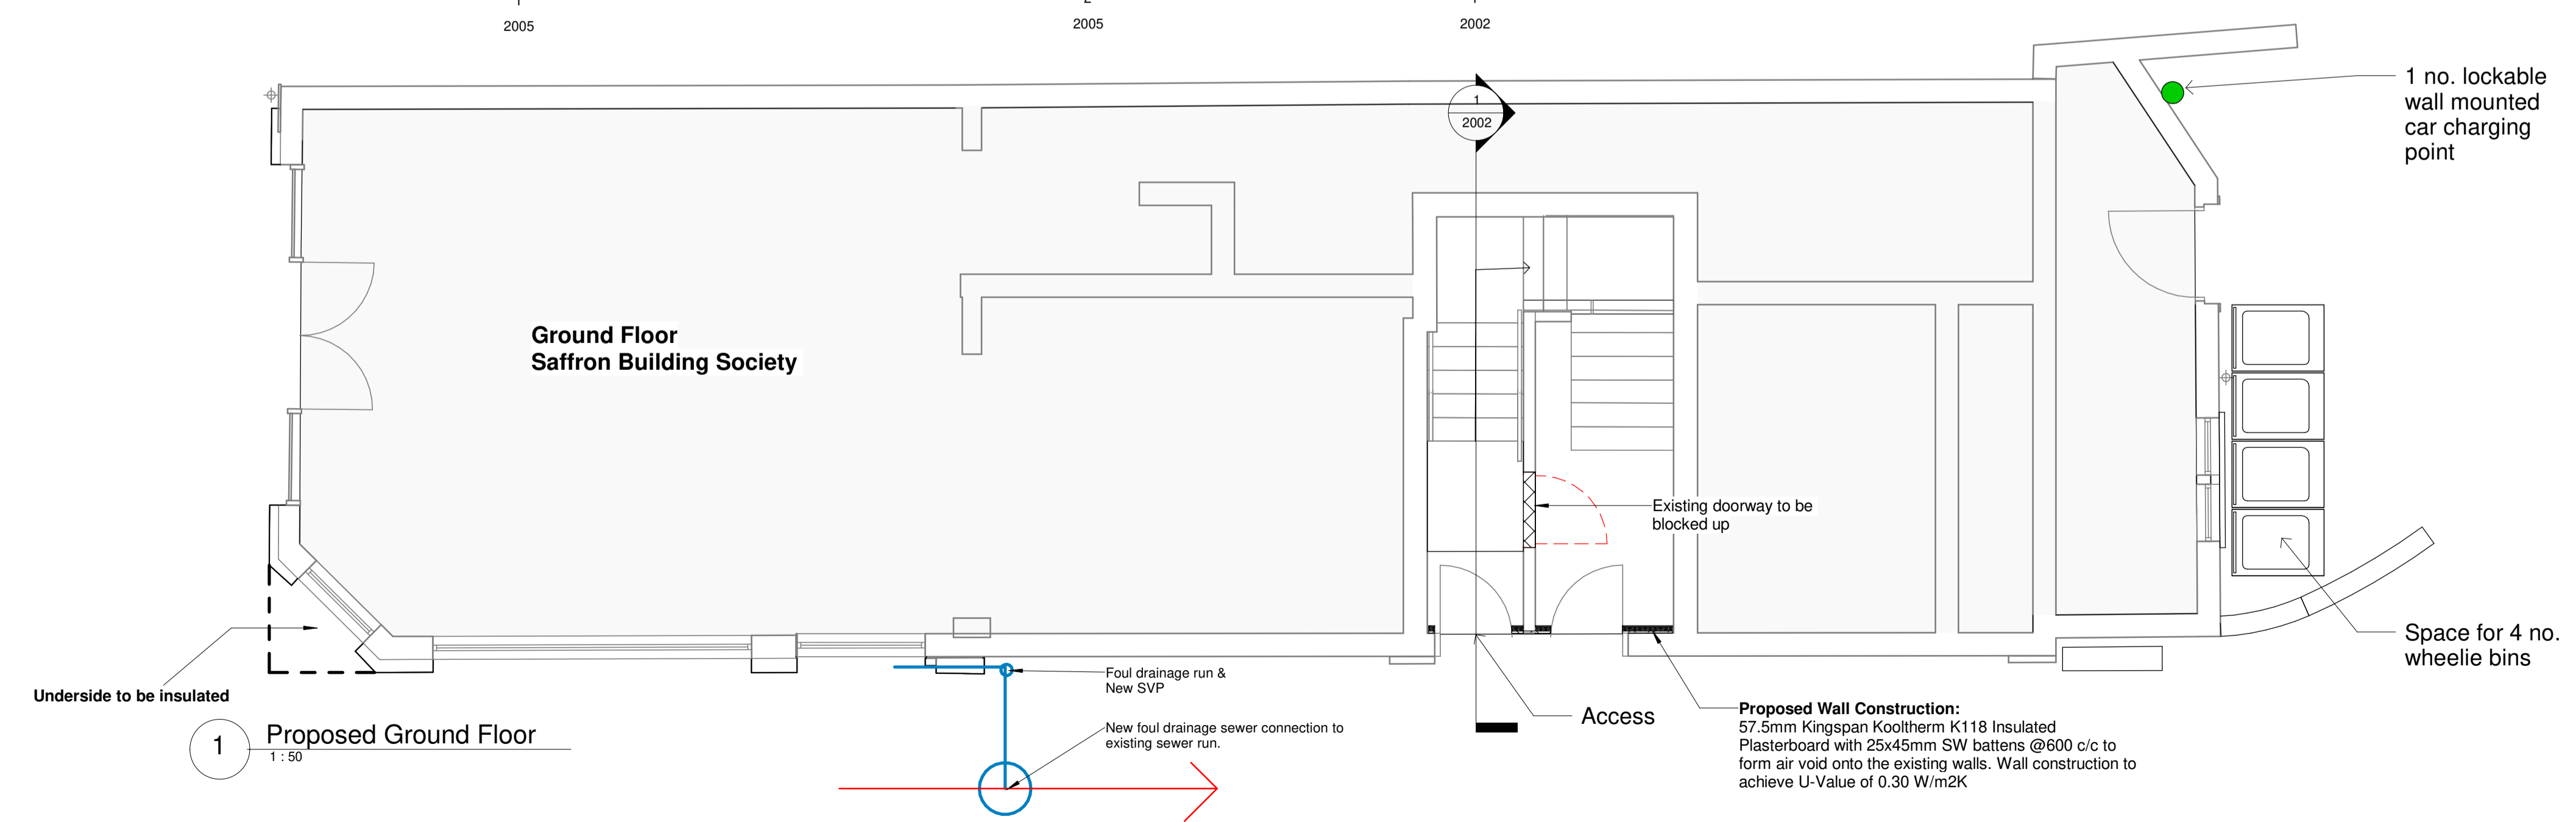 2005
2005
2002
1
2002
1 no. lockable
wall mounted
car charging
point
Ground Floor
Saffron Building Society
Existing doorway to be
blocked up
Underside to be insulated
Foul drainage run &
New SVP
New foul drainage sewer connection to
existing sewer run.
Access
Space for 4 no.
wheelie bins
Proposed Wall Construction:
57.5mm Kingspan Kooltherm K118 Insulated
Plasterboard with 25x45mm SW battens @600 c/c to
form air void onto the existing walls. Wall construction to
achieve U-Value of 0.30 W/m2K
1
Proposed Ground Floor
1 : 50